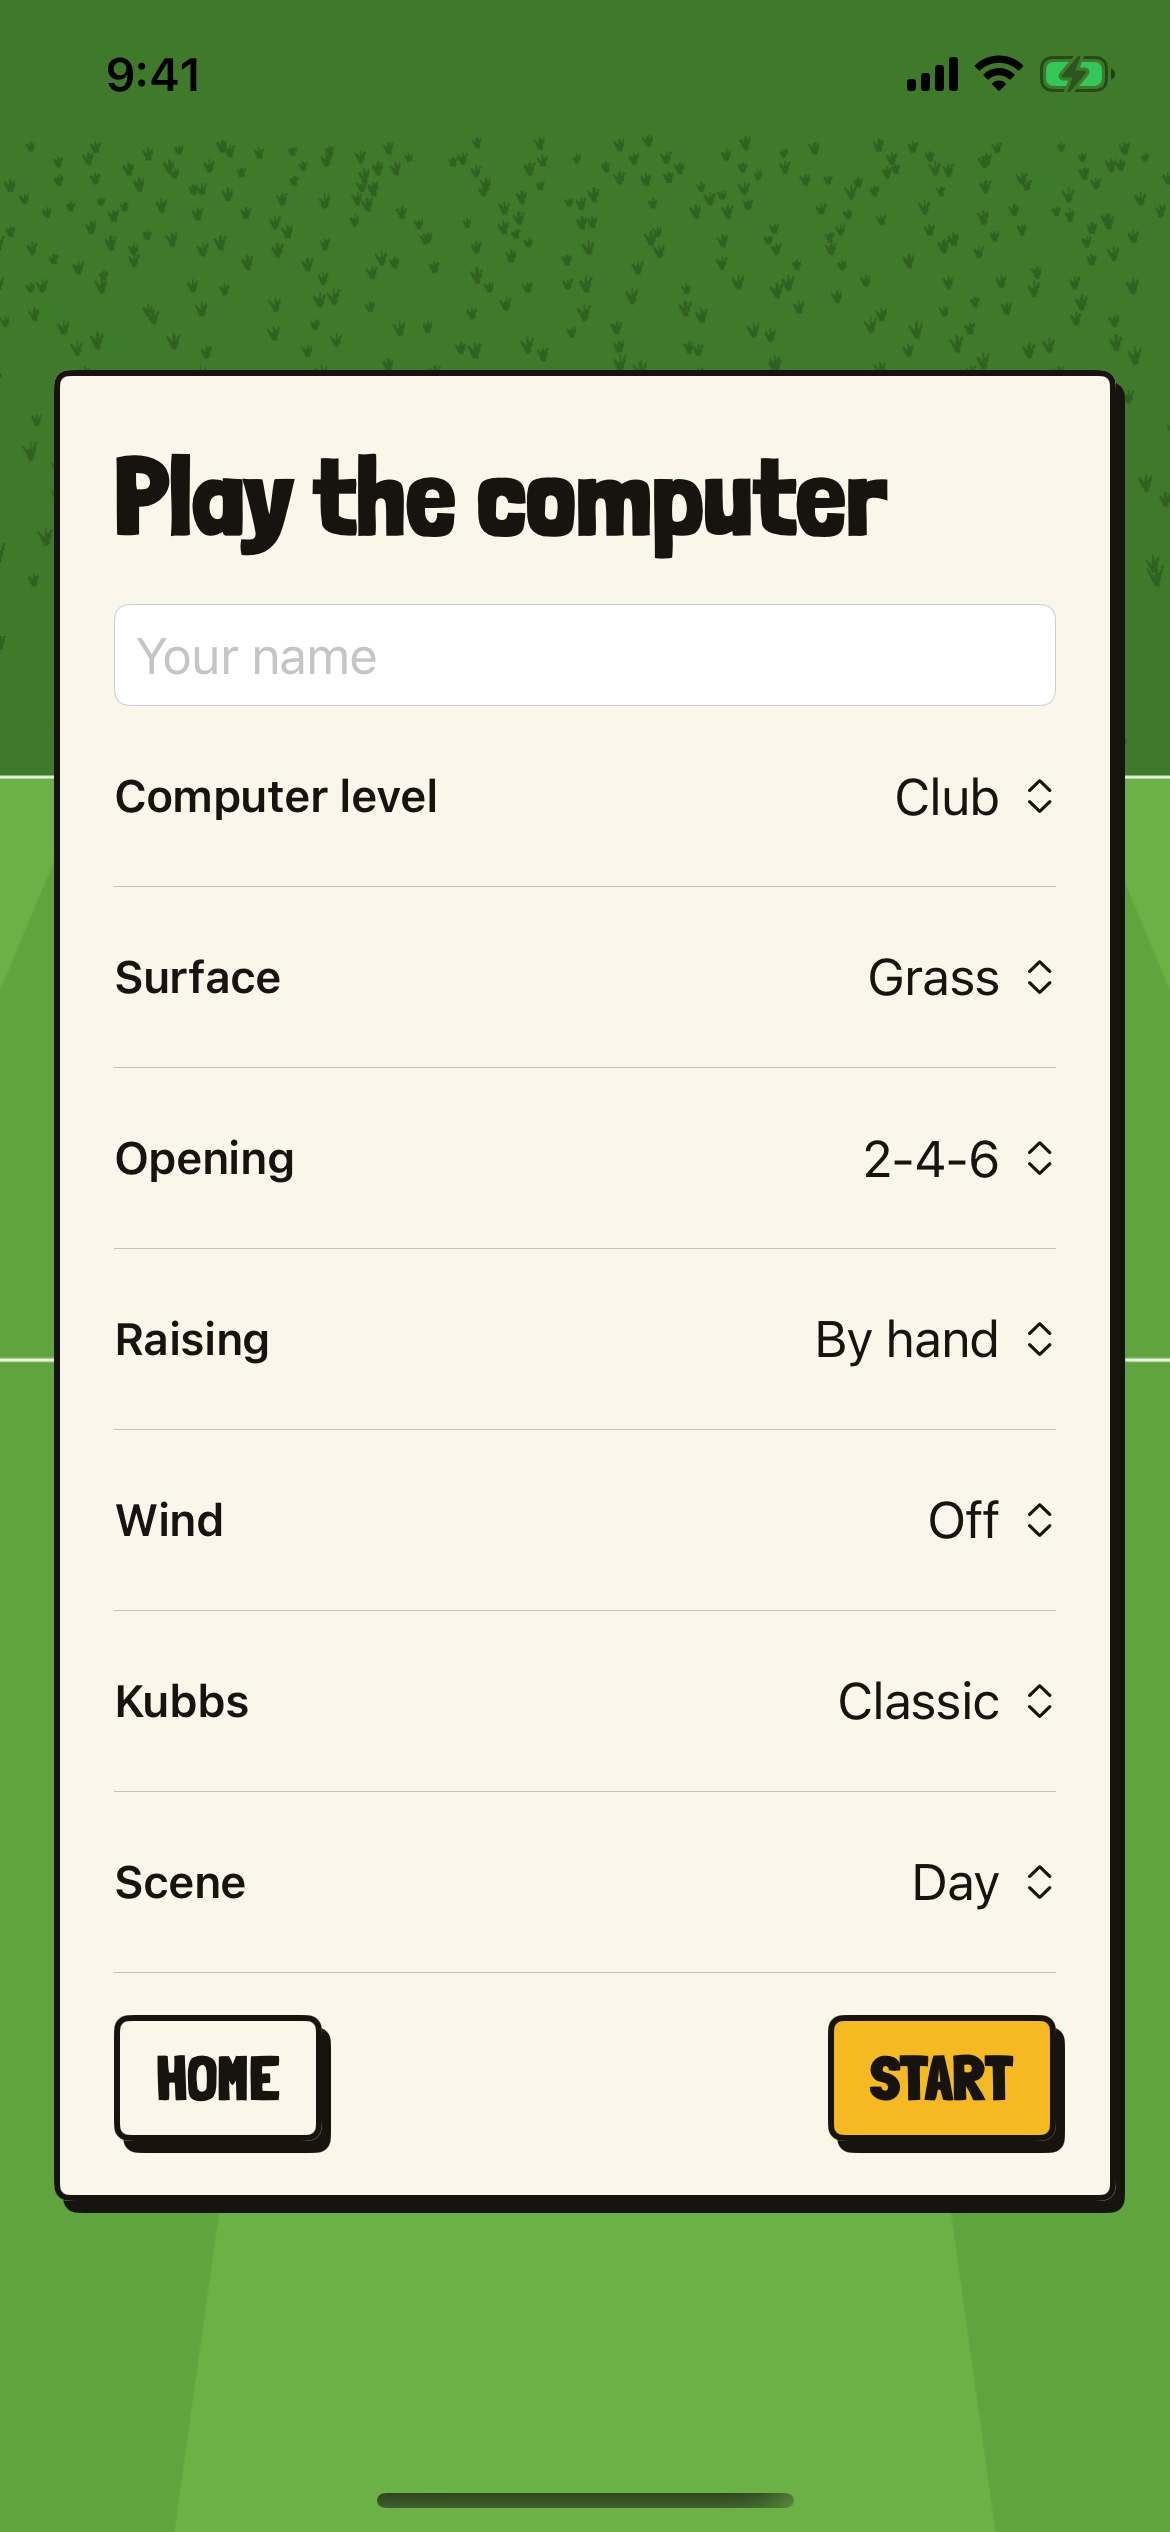 9:41
Play the computer
Your name
Computer level Club
Surface Grass
Opening 2-4-6
Raising By hand
Wind Off
Kubbs Classic
Scene Day
HOME START